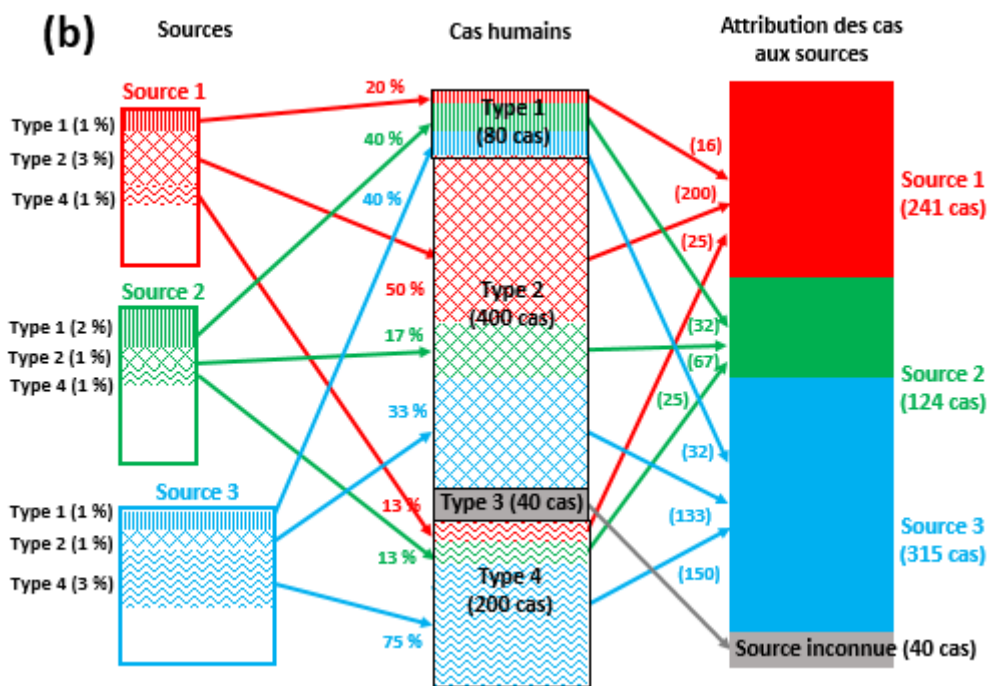 (b)
Sources
Cas humains
Attribution des cas
aux sources
Source 1
Type 1 (1 %)
Type 2 (3 %)
Type 4 (1 %)
Source 2
Type 1 (2 %)
Type 2 (1 %)
Type 4 (1 %)
Source 3
Type 1 (1 %)
Type 2 (1 %)
Type 4 (3 %)
20 %
40 %
40 %
50 %
17 %
33 %
13 %
13 %
75 %
Type 1
(80 cas)
Type 2
(400 cas)
Type 3 (40 cas)
Type 4
(200 cas)
(16)
(200)
(25)
(32)
(67)
(25)
(32)
(133)
(150)
Source 1
(241 cas)
Source 2
(124 cas)
Source 3
(315 cas)
Source inconnue (40 cas)